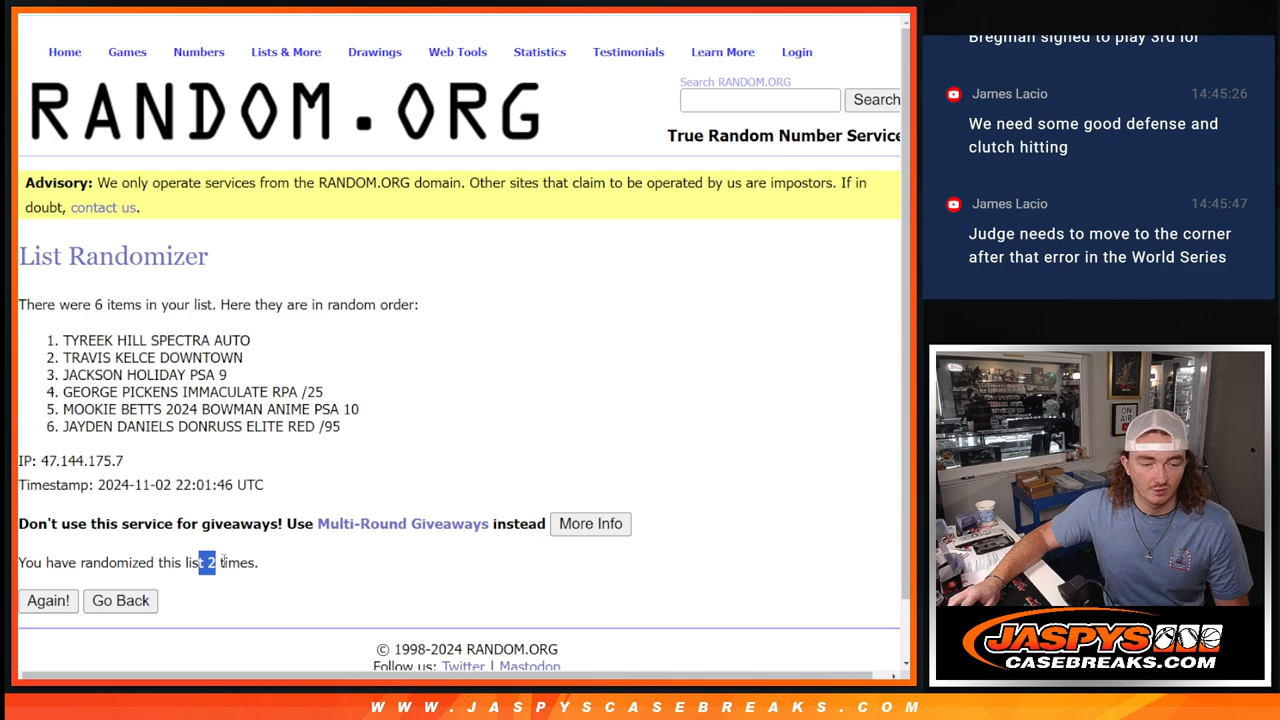 Home Games Numbers Lists & More Drawings Web Tools Statistics Testimonials Learn More Login
RANDOM.ORG
Search RANDOM.ORG
Search
True Random Number Service
Advisory: We only operate services from the RANDOM.ORG domain. Other sites that claim to be operated by us are impostors. If in
doubt, contact us.
List Randomizer
There were 6 items in your list. Here they are in random order:
1. TYREEK HILL SPECTRA AUTO
2. TRAVIS KELCE DOWNTOWN
3. JACKSON HOLIDAY PSA 9
4. GEORGE PICKENS IMMACULATE RPA /25
5. MOOKIE BETTS 2024 BOWMAN ANIME PSA 10
6. JAYDEN DANIELS DONRUSS ELITE RED /95
IP: 47.144.175.7
Timestamp: 2024-11-02 22:01:46 UTC
Don't use this service for giveaways! Use Multi-Round Giveaways instead More Info
You have randomized this list 2 times.
Again! Go Back
© 1998-2024 RANDOM.ORG
Follow us: Twitter | Mastodon
Bregman signed to play 3rd for
James Lacio 14:45:26
We need some good defense and
clutch hitting
James Lacio 14:45:47
Judge needs to move to the corner
after that error in the World Series
ON
AIR
JASPYS
CASEBREAKS.COM
WWW.JASPYSCASEBREAKS.COM